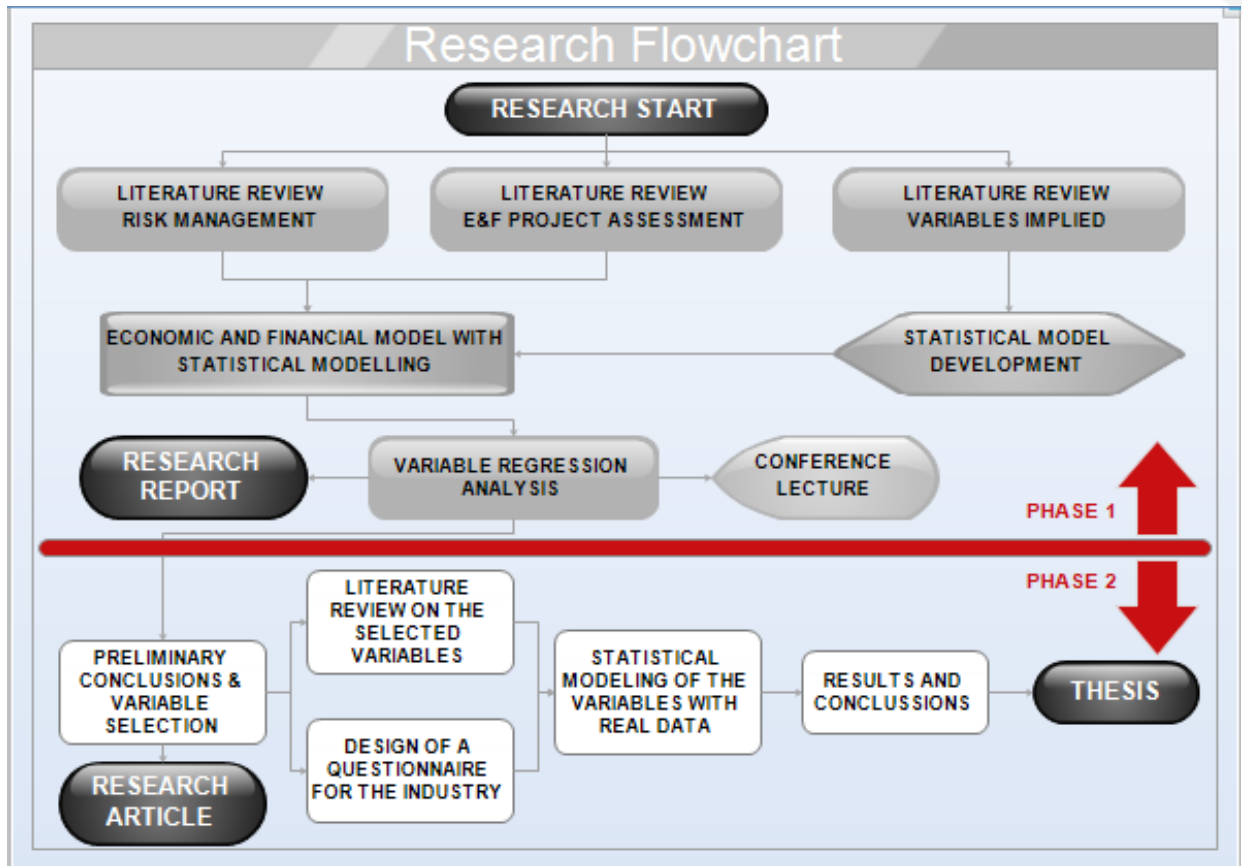 Research Flowchart
RESEARCH START
LITERATURE REVIEW
RISK MANAGEMENT
LITERATURE REVIEW
E&F PROJECT ASSESSMENT
LITERATURE REVIEW
VARIABLES IMPLIED
ECONOMIC AND FINANCIAL MODEL WITH
STATISTICAL MODELLING
STATISTICAL MODEL
DEVELOPMENT
RESEARCH
REPORT
VARIABLE REGRESSION
ANALYSIS
CONFERENCE
LECTURE
PHASE 1
PHASE 2
PRELIMINARY
CONCLUSIONS &
VARIABLE
SELECTION
LITERATURE
REVIEW ON THE
SELECTED
VARIABLES
DESIGN OF A
QUESTIONNAIRE
FOR THE INDUSTRY
STATISTICAL
MODELING OF THE
VARIABLES WITH
REAL DATA
RESULTS AND
CONCLUSSIONS
THESIS
RESEARCH
ARTICLE